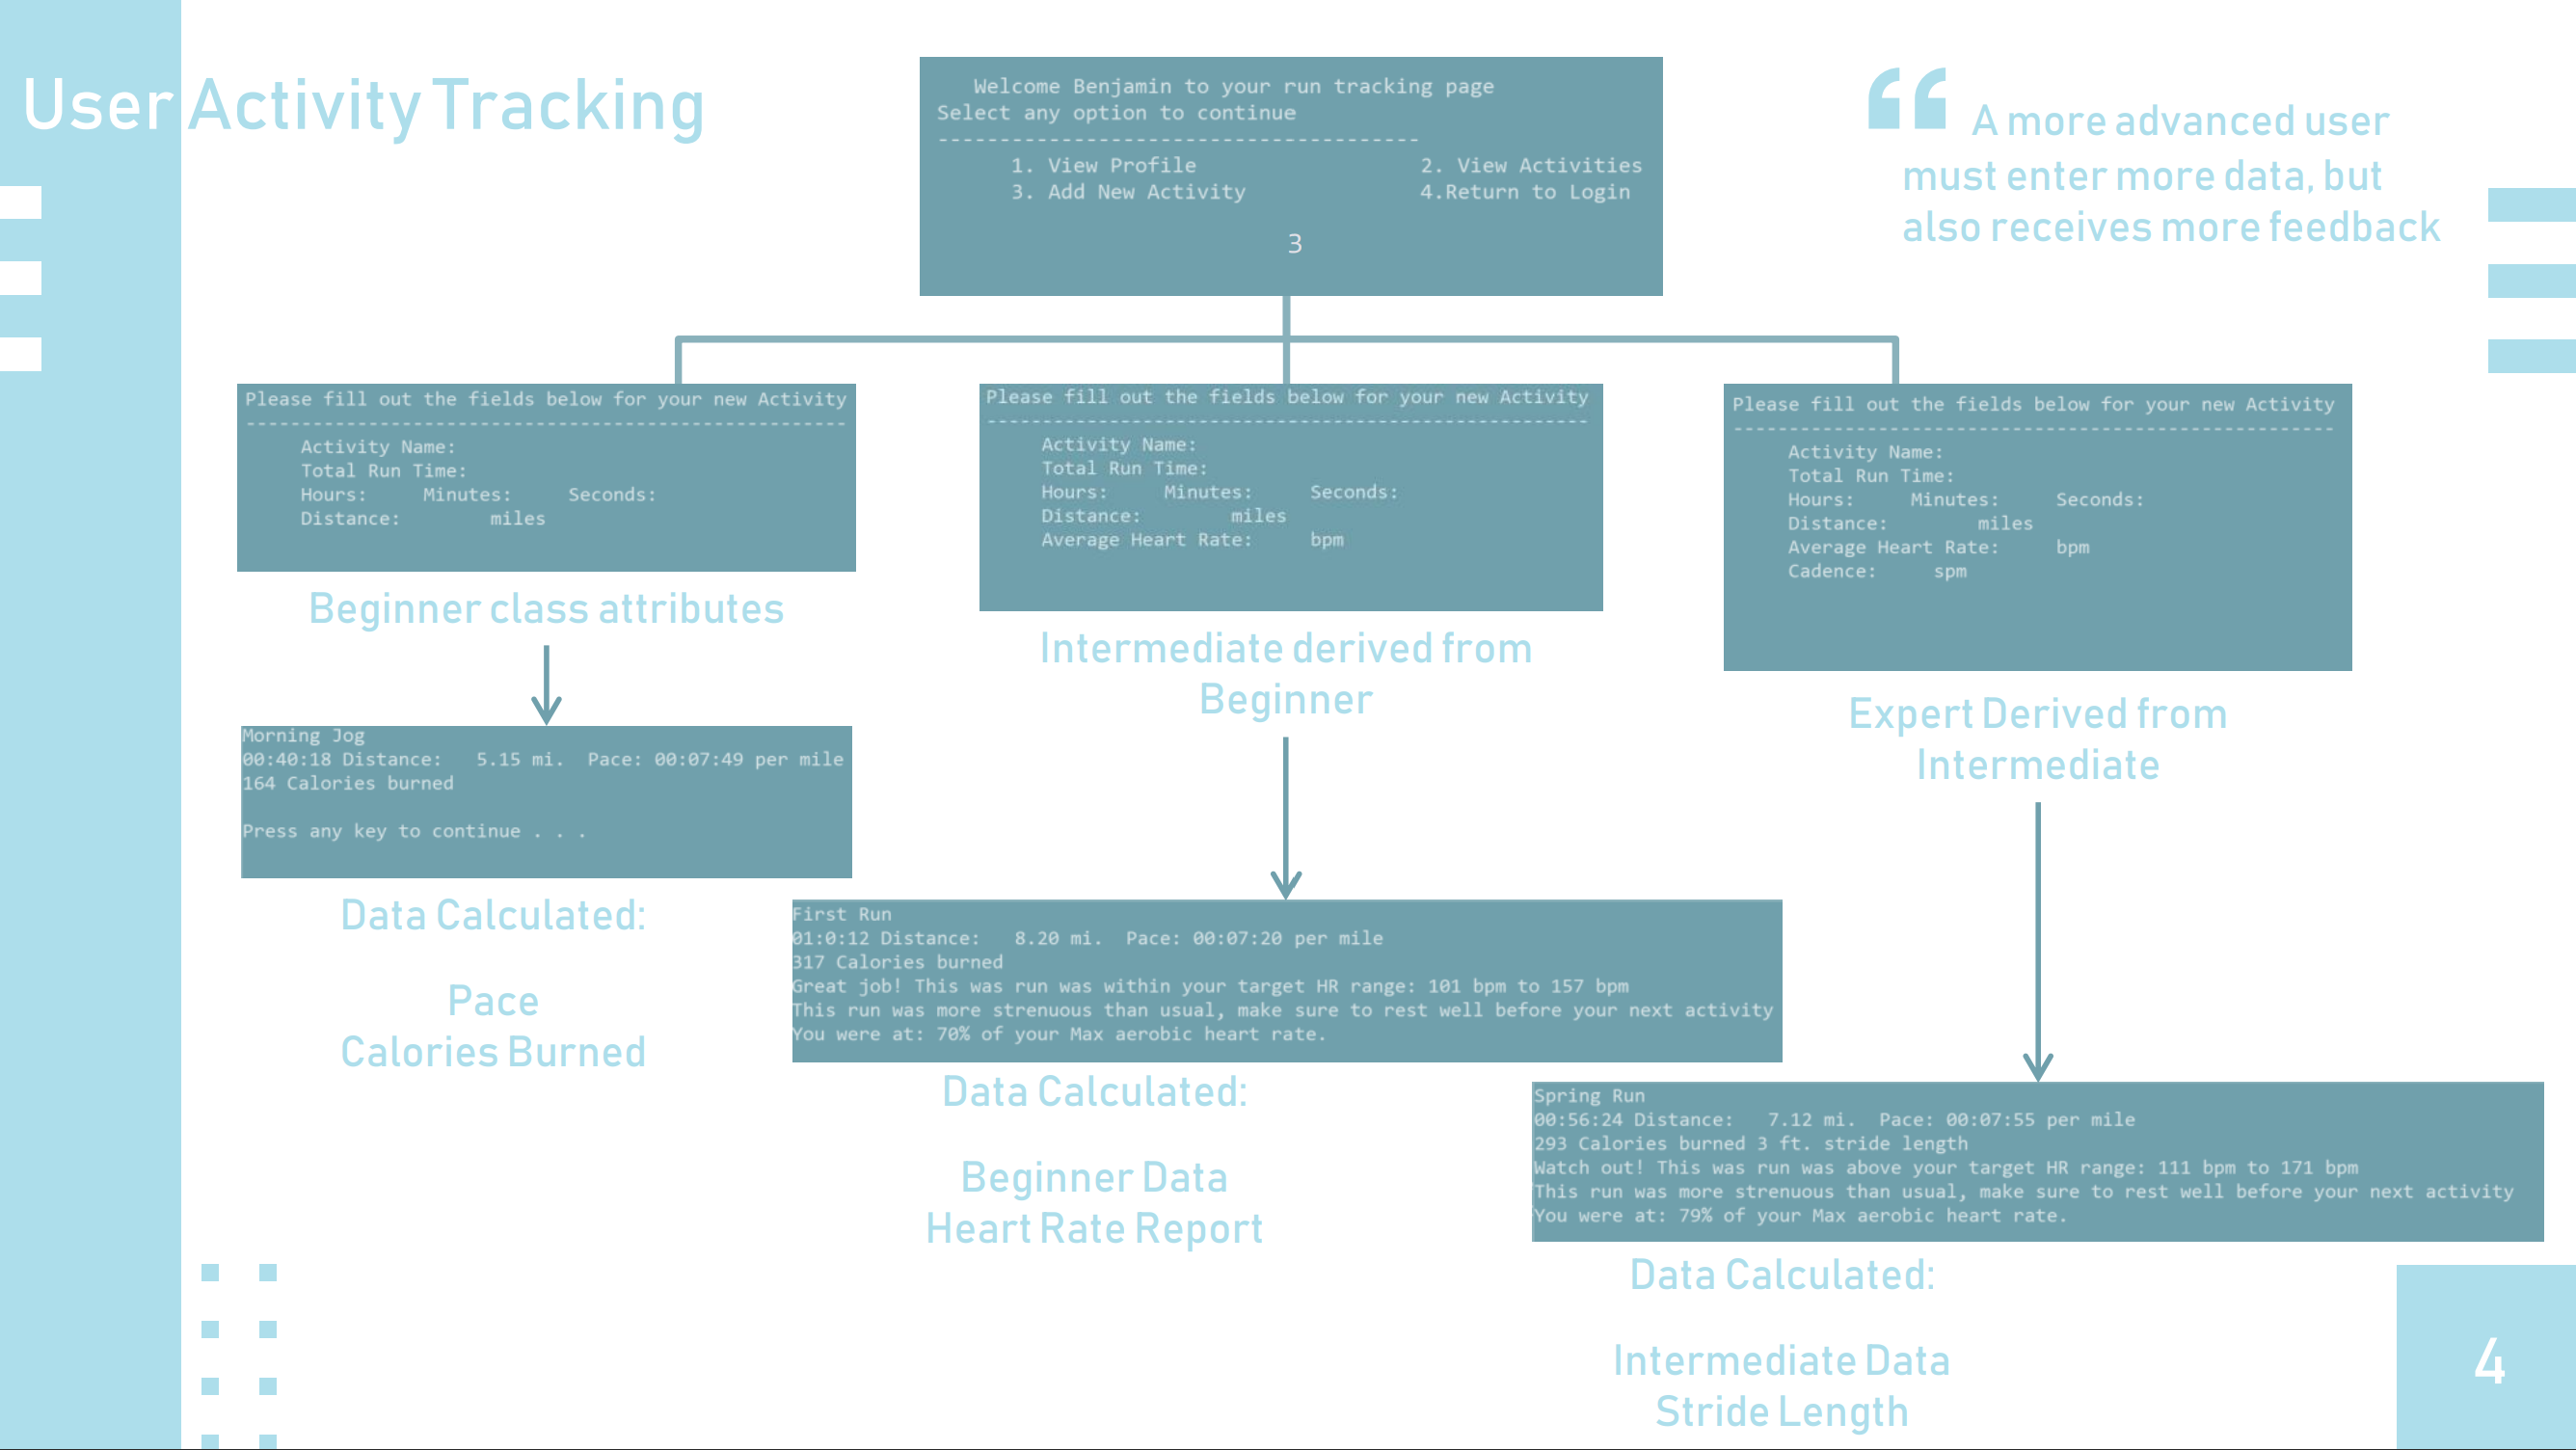 User Activity Tracking
Welcome Benjamin to your run tracking page
Select any option to continue
---------------------------------------
1. View Profile 2. View Activities
3. Add New Activity 4.Return to Login
3
“ A more advanced user
must enter more data, but
also receives more feedback
Please fill out the fields below for your new Activity
------------------------------------------------------
Activity Name:
Total Run Time:
Hours: Minutes: Seconds:
Distance: miles
Beginner class attributes
Morning Jog
00:40:18 Distance: 5.15 mi. Pace: 00:07:49 per mile
164 Calories burned
Press any key to continue . . .
Data Calculated:
Pace
Calories Burned
Please fill out the fields below for your new Activity
------------------------------------------------------
Activity Name:
Total Run Time:
Hours: Minutes: Seconds:
Distance: miles
Average Heart Rate: bpm
Intermediate derived from
Beginner
First Run
01:0:12 Distance: 8.20 mi. Pace: 00:07:20 per mile
317 Calories burned
Great job! This was run was within your target HR range: 101 bpm to 157 bpm
This run was more strenuous than usual, make sure to rest well before your next activity
You were at: 70% of your Max aerobic heart rate.
Data Calculated:
Beginner Data
Heart Rate Report
Please fill out the fields below for your new Activity
------------------------------------------------------
Activity Name:
Total Run Time:
Hours: Minutes: Seconds:
Distance: miles
Average Heart Rate: bpm
Cadence: spm
Expert Derived from
Intermediate
Spring Run
00:56:24 Distance: 7.12 mi. Pace: 00:07:55 per mile
293 Calories burned 3 ft. stride length
Watch out! This was run was above your target HR range: 111 bpm to 171 bpm
This run was more strenuous than usual, make sure to rest well before your next activity
You were at: 79% of your Max aerobic heart rate.
Data Calculated:
Intermediate Data
Stride Length
4